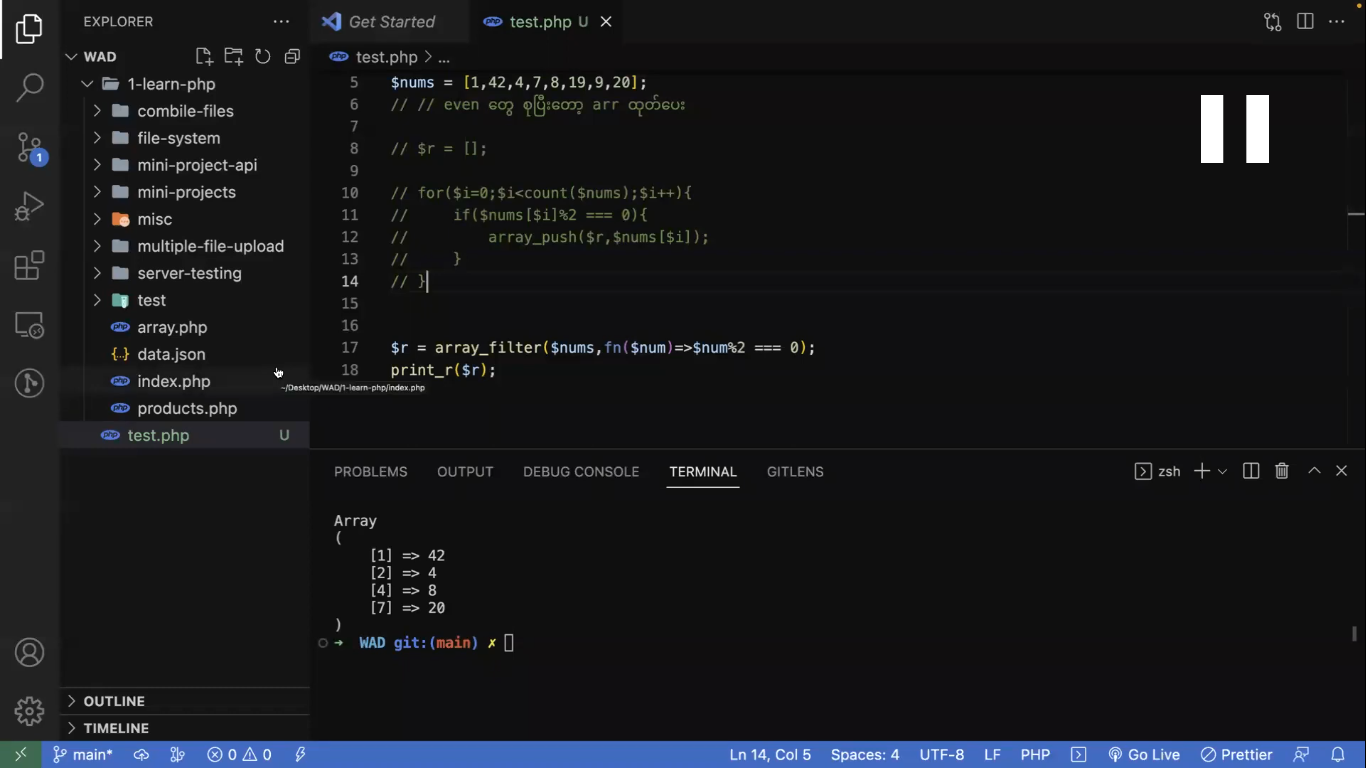 EXPLORER
Get Started
test.php U
WAD
test.php > ...
1-learn-php
combile-files
file-system
mini-project-api
mini-projects
misc
multiple-file-upload
server-testing
test
array.php
data.json
index.php
products.php
test.php U
~/Desktop/WAD/1-learn-php/index.php
1
5 $nums = [1,42,4,7,8,19,9,20];
6 // // even တွေ စုပြီးတော့ arr ထုတ်ပေး
7
8 // $r = [];
9
10 // for($i=0;$i<count($nums);$i++){
11 //     if($nums[$i]%2 === 0){
12 //         array_push($r,$nums[$i]);
13 //     }
14 // }
15
16
17 $r = array_filter($nums,fn($num)=>$num%2 === 0);
18 print_r($r);
PROBLEMS OUTPUT DEBUG CONSOLE TERMINAL GITLENS
zsh
Array
(
    [1] => 42
    [2] => 4
    [4] => 8
    [7] => 20
)
➜ WAD git:(main) ✗
OUTLINE
TIMELINE
main* 0 0 Ln 14, Col 5 Spaces: 4 UTF-8 LF PHP Go Live Prettier